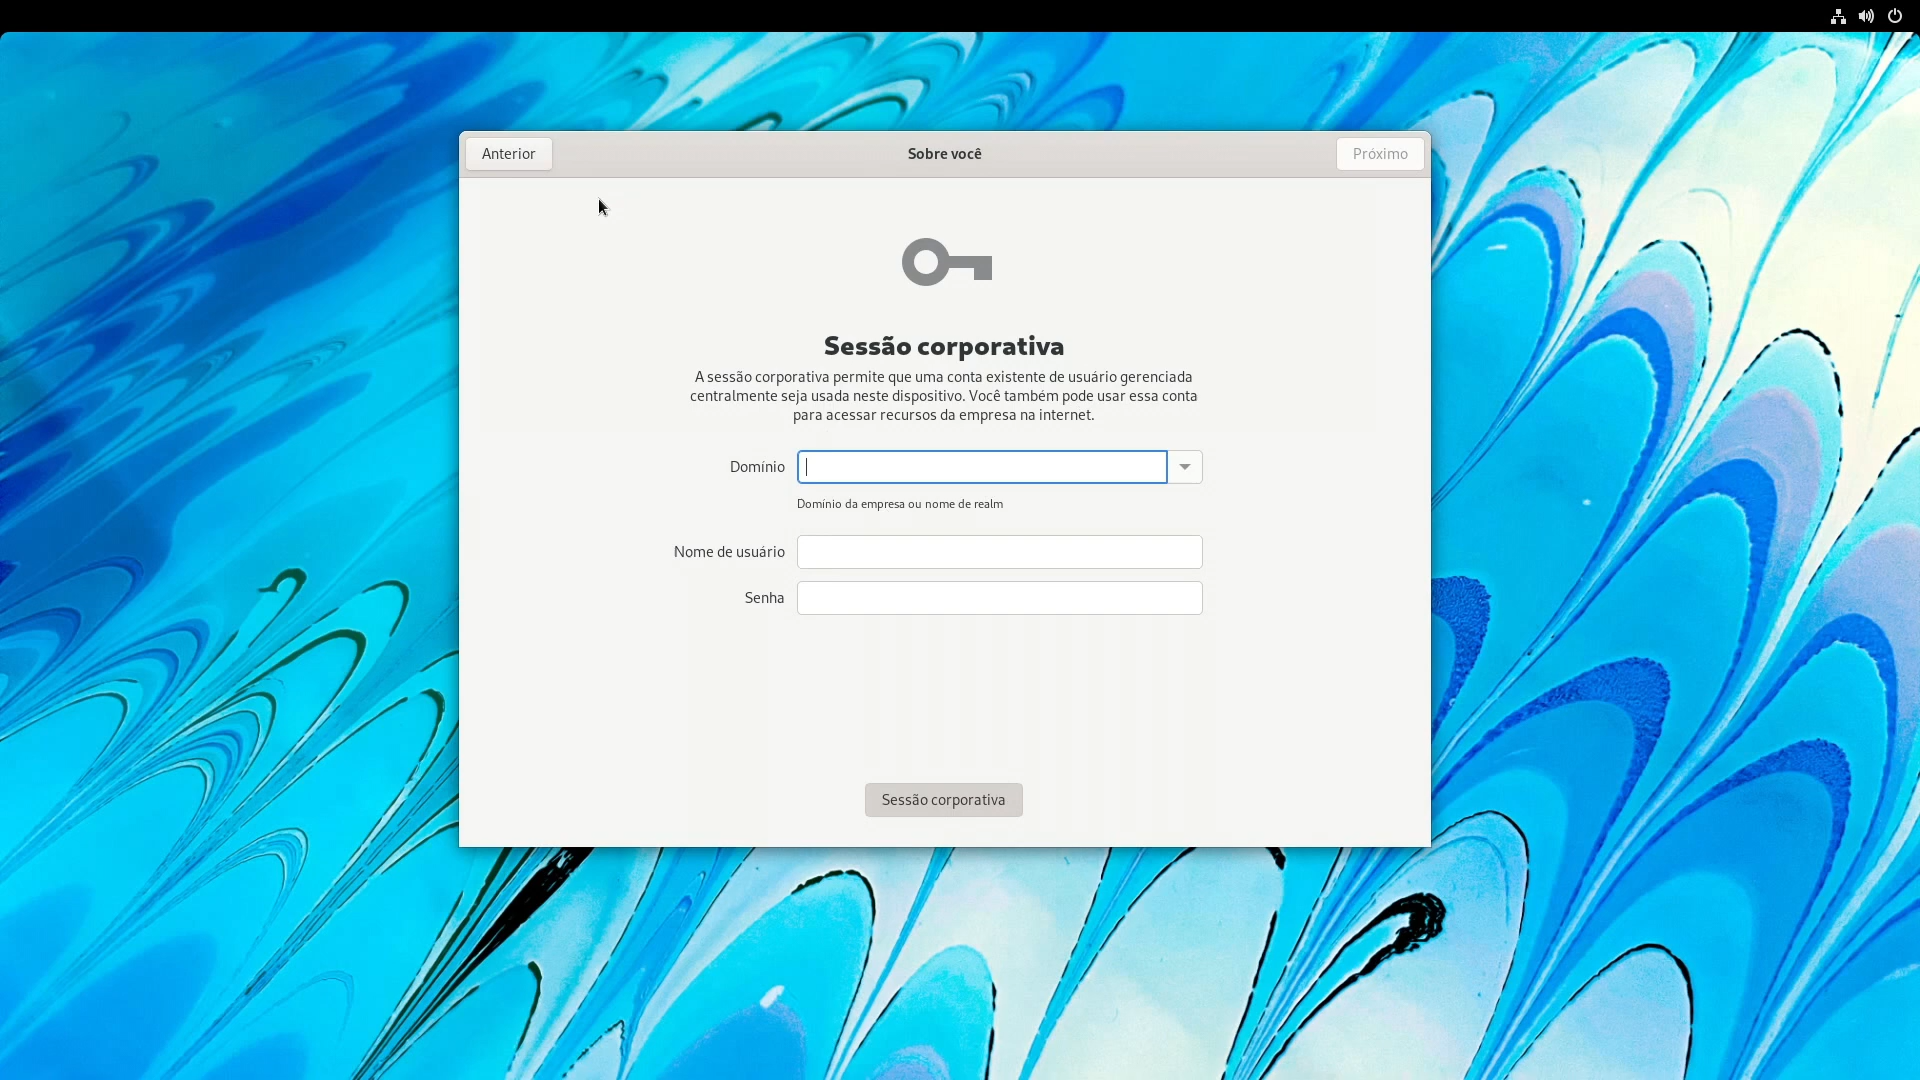 Anterior
Sobre você
Próximo
Sessão corporativa
A sessão corporativa permite que uma conta existente de usuário gerenciada
centralmente seja usada neste dispositivo. Você também pode usar essa conta
para acessar recursos da empresa na internet.
Domínio
Domínio da empresa ou nome de realm
Nome de usuário
Senha
Sessão corporativa